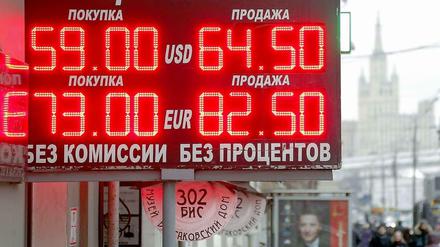 ПОКУПКА ПРОДАЖА
59.00 USD 64.50
ПОКУПКА ПРОДАЖА
73.00 EUR 82.50
БЕЗ КОМИССИИ БЕЗ ПРОЦЕНТОВ
302
БИС